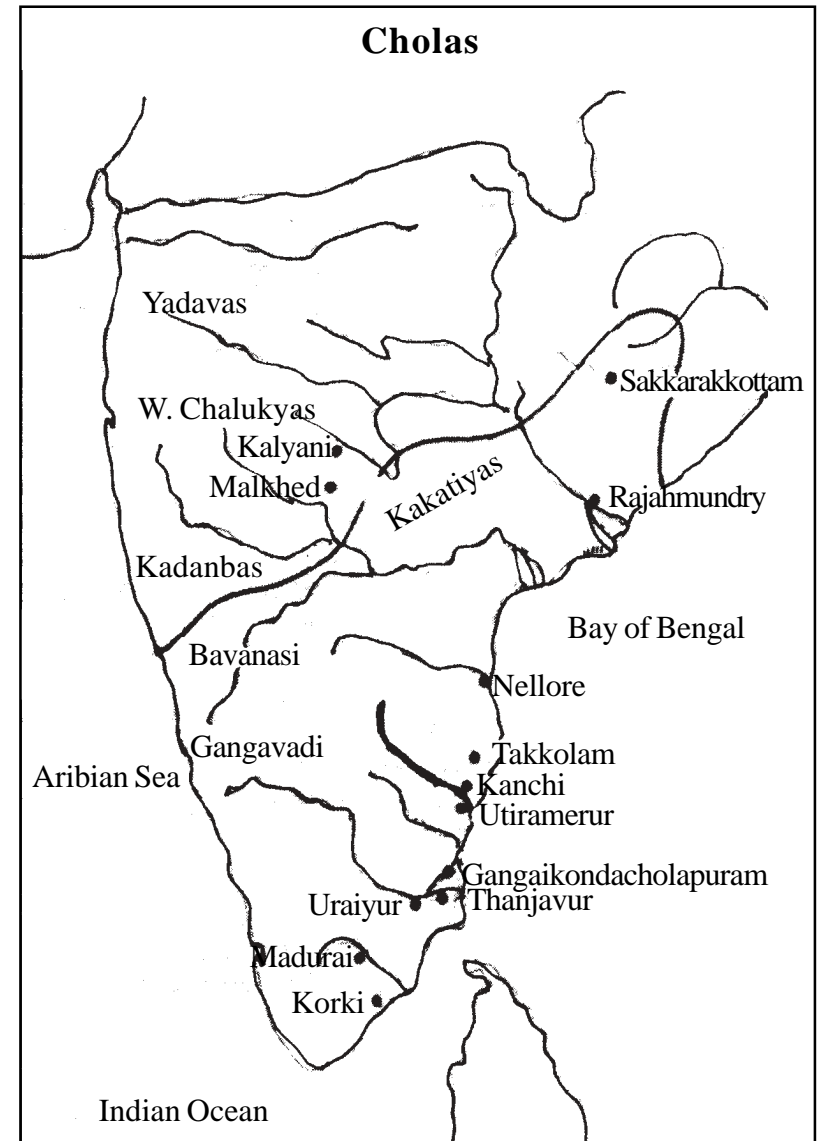 Cholas
Yadavas
Sakkarakkottam
W. Chalukyas
Kalyani
Malkhed
Kakatiyas
Rajahmundry
Kadanbas
Bay of Bengal
Bavanasi
Nellore
Gangavadi
Takkolam
Aribian Sea
Kanchi
Utiramerur
Gangaikondacholapuram
Uraiyur
Thanjavur
Madurai
Korki
Indian Ocean